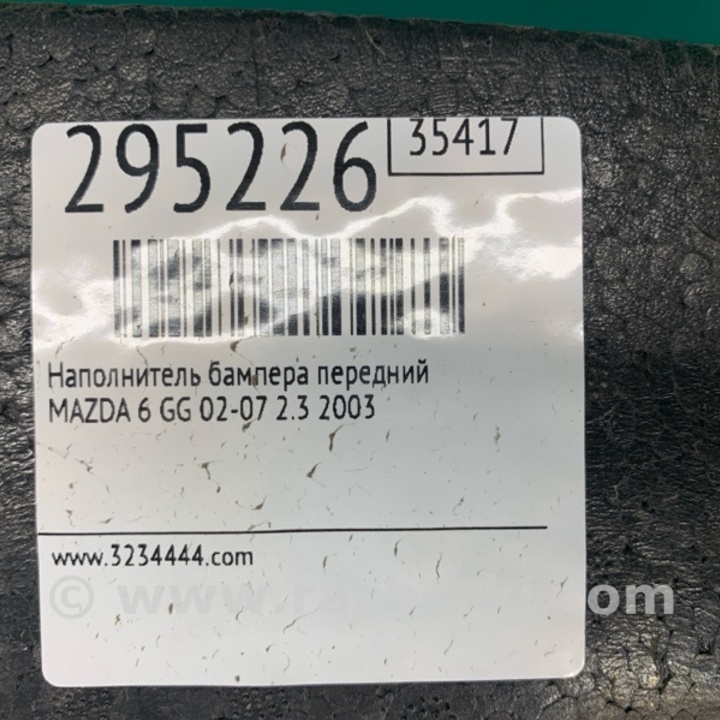 295226
35417
Наполнитель бампера передний
MAZDA 6 GG 02-07 2.3 2003
www.3234444.com